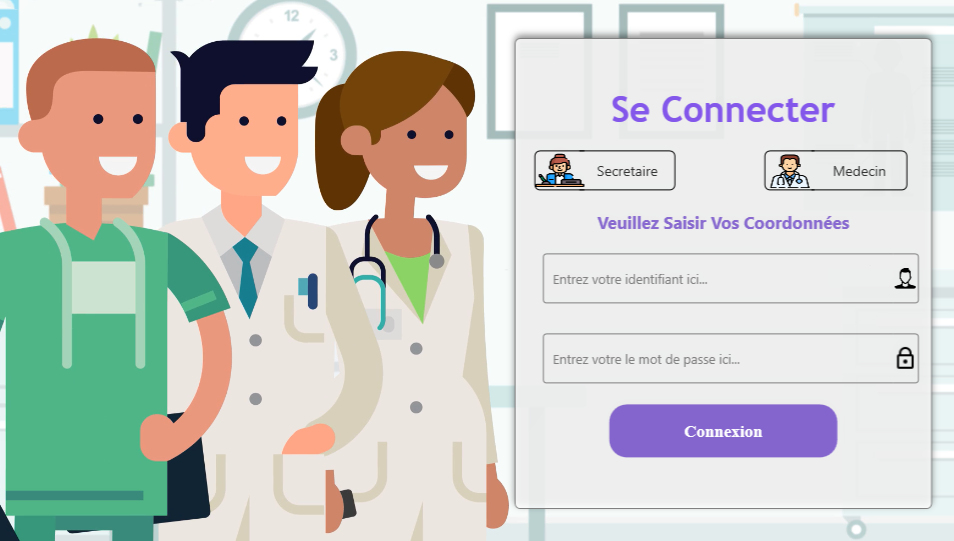 12
3
Se Connecter
Secretaire
Medecin
Veuillez Saisir Vos Coordonnées
Entrez votre identifiant ici...
Entrez votre le mot de passe ici...
Connexion